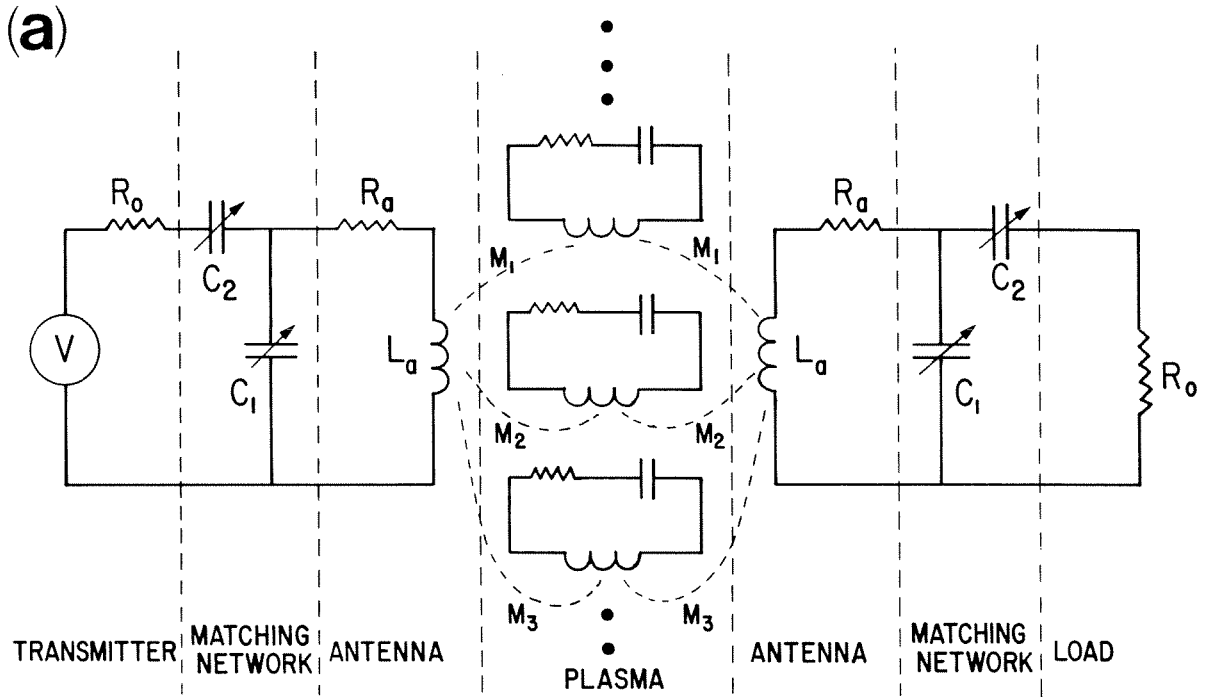 (a)
R₀
C₂
C₁
Rₐ
Lₐ
V
M₁
M₁
M₂
M₂
M₃
M₃
Rₐ
Lₐ
C₂
C₁
R₀
TRANSMITTER
MATCHING
NETWORK
ANTENNA
PLASMA
ANTENNA
MATCHING
NETWORK
LOAD